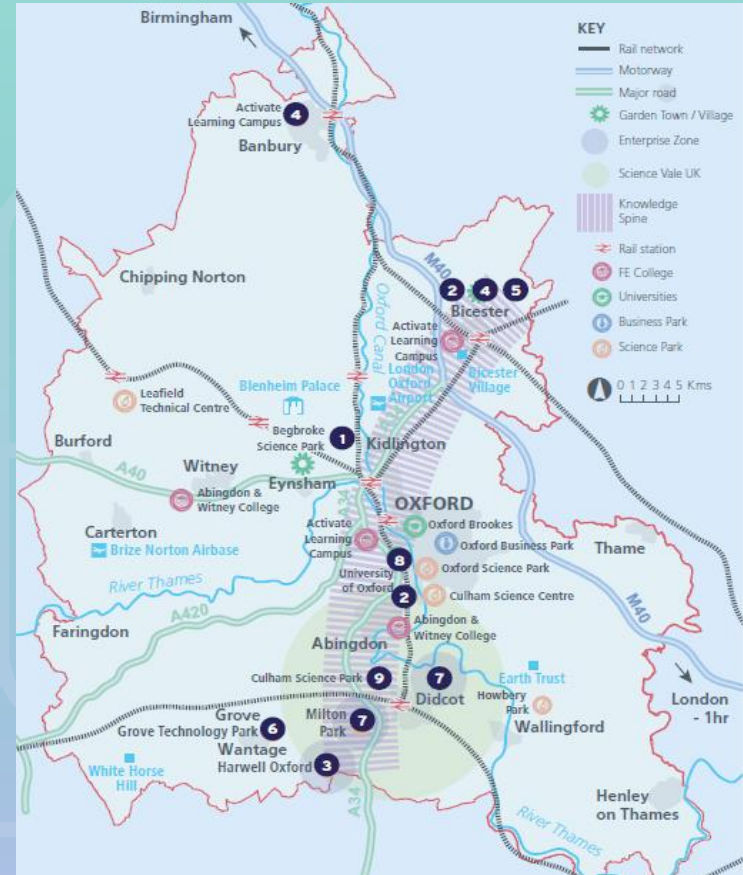 Birmingham
KEY
Rail network
Motorway
Major road
Garden Town / Village
Enterprise Zone
Science Vale UK
Knowledge
Spine
Rail station
FE College
Universities
Business Park
Science Park
0 1 2 3 4 5 Kms
Activate
Learning Campus
4
Banbury
M40
Chipping Norton
Oxford Canal
2
4
5
Bicester
Activate
Learning
Campus
London
Oxford
Airport
Bicester
Village
Leafield
Technical Centre
Blenheim Palace
Begbroke
Science Park
1
Kidlington
A34
Burford
A40
Witney
Eynsham
Abingdon &
Witney College
A34
OXFORD
Oxford Brookes
Carterton
Brize Norton Airbase
Activate
Learning
Campus
Oxford Business Park
Thame
8
Oxford Science Park
University
of Oxford
2
Culham Science Centre
River Thames
A420
M40
Faringdon
Abingdon
Abingdon &
Witney College
Culham Science Park
9
7
Didcot
Earth Trust
Howbery
Park
London
- 1hr
Wallingford
Grove
Grove Technology Park
6
Milton
Park
7
Wantage
Harwell Oxford
3
White Horse
Hill
A34
Henley
on Thames
River Thames